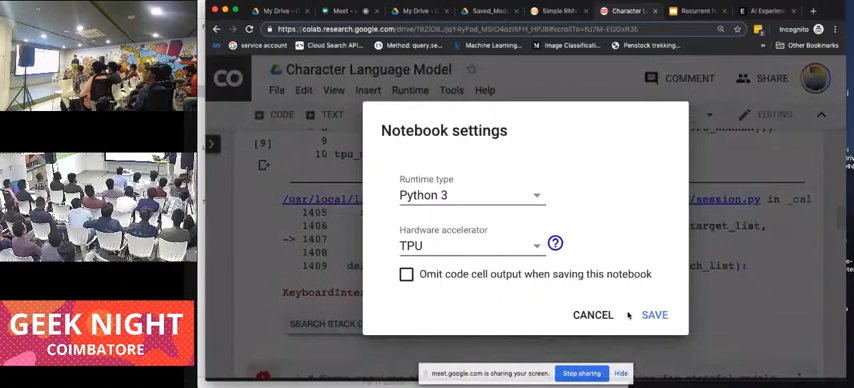 My Drive - G
Meet -
My Drive - G
Saved_Mod
Simple RNN
Character L
Recurrent N
AI Experime
https://colab.research.google.com/drive/
Incognito
service account
Cloud Search API
Method: query.se
Machine Learning
Image Classificati
Penstock trekking...
Other Bookmarks
CO
Character Language Model
COMMENT
SHARE
File Edit View Insert Runtime Tools Help
CODE
TEXT
EDITING
[9]
9
10 tpu_
Notebook settings
Runtime type
Python 3
Hardware accelerator
TPU
?
Omit code cell output when saving this notebook
CANCEL
SAVE
/usr/local/l
session.py in _cal
1405
1406
target_list,
-> 1407
1408
1409 de
ch_list):
KeyboardInte
SEARCH STACK O
meet.google.com is sharing your screen.
Stop sharing
Hide
GEEK NIGHT
COIMBATORE